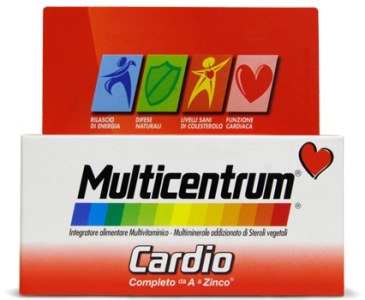 RILASCIO DI ENERGIA
DIFESE NATURALI
LIVELLI SANI DI COLESTEROLO
FUNZIONE CARDIACA
Multicentrum®
Integratore alimentare Multivitaminico - Multiminerale addizionato di Steroli vegetali
Cardio
Completo da A a Zinco®